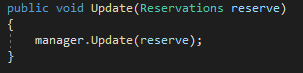 public void Update(Reservations reserve)
{
    manager.Update(reserve);
}